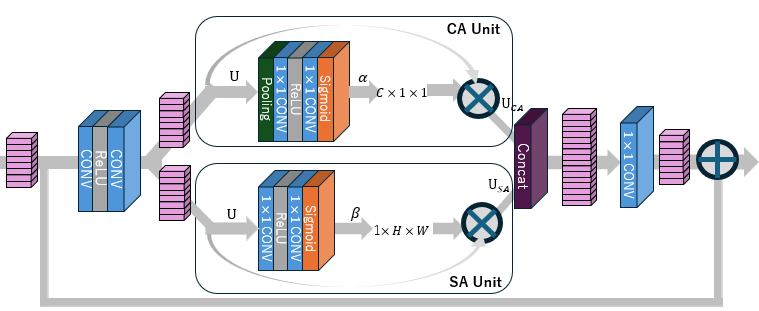 CA Unit
U
Pooling
1×1 CONV
ReLU
1×1 CONV
Sigmoid
α
C × 1 × 1
U_CA
CONV
ReLU
CONV
Concat
1×1 CONV
U
1×1 CONV
ReLU
1×1 CONV
Sigmoid
β
1× H × W
U_SA
SA Unit